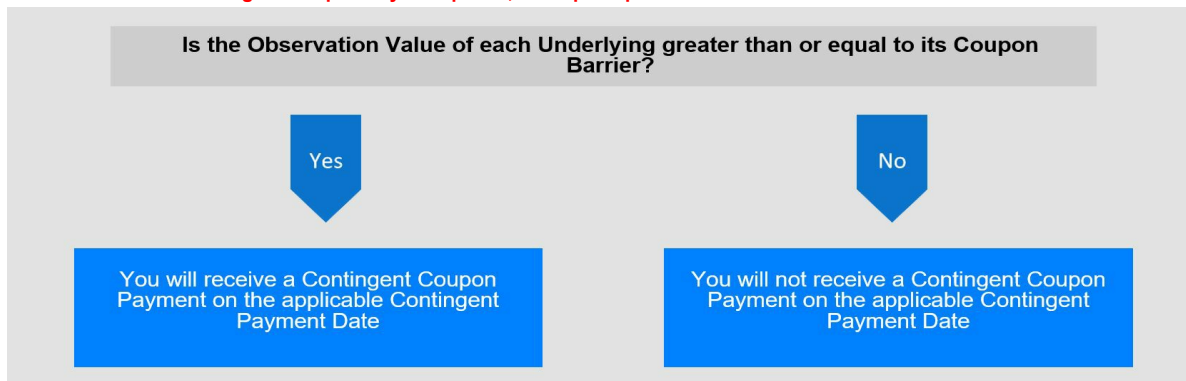 Is the Observation Value of each Underlying greater than or equal to its Coupon
Barrier?
Yes
No
You will receive a Contingent Coupon
Payment on the applicable Contingent
Payment Date
You will not receive a Contingent Coupon
Payment on the applicable Contingent
Payment Date